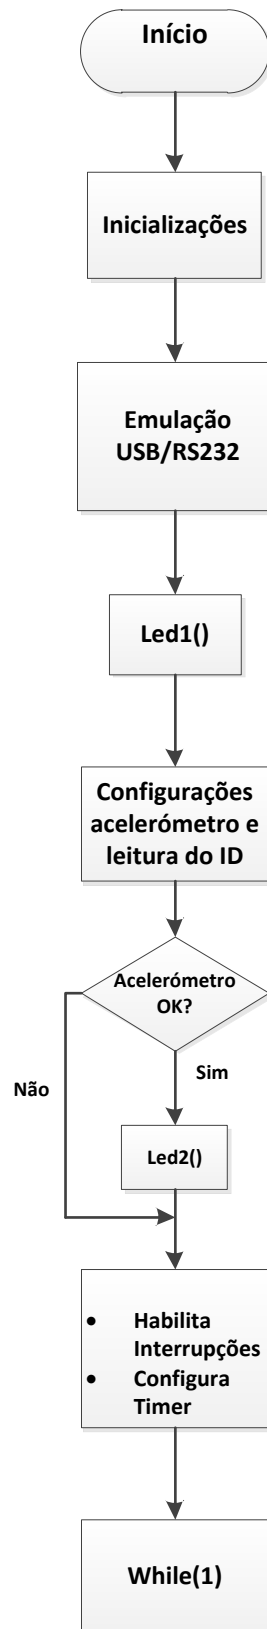 Início
Inicializações
Emulação
USB/RS232
Led1()
Configurações
acelerómetro e
leitura do ID
Acelerómetro
OK?
Não
Sim
Led2()
• Habilita
Interrupções
• Configura
Timer
While(1)